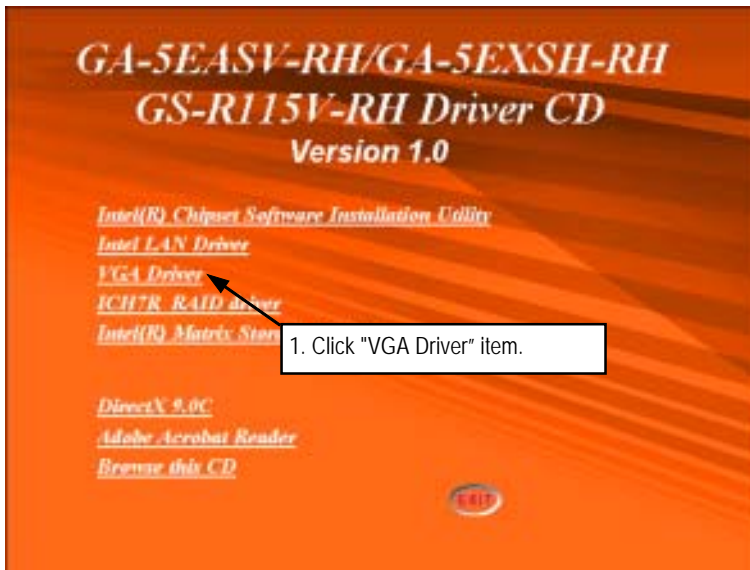 GA-5EASV-RH/GA-5EXSH-RH
GS-R115V-RH Driver CD
Version 1.0
Intel(R) Chipset Software Installation Utility
Intel LAN Driver
VGA Driver
ICH7R RAID driver
Intel(R) Matrix Stor
1. Click "VGA Driver" item.
DirectX 9.0C
Adobe Acrobat Reader
Browse this CD
EXIT